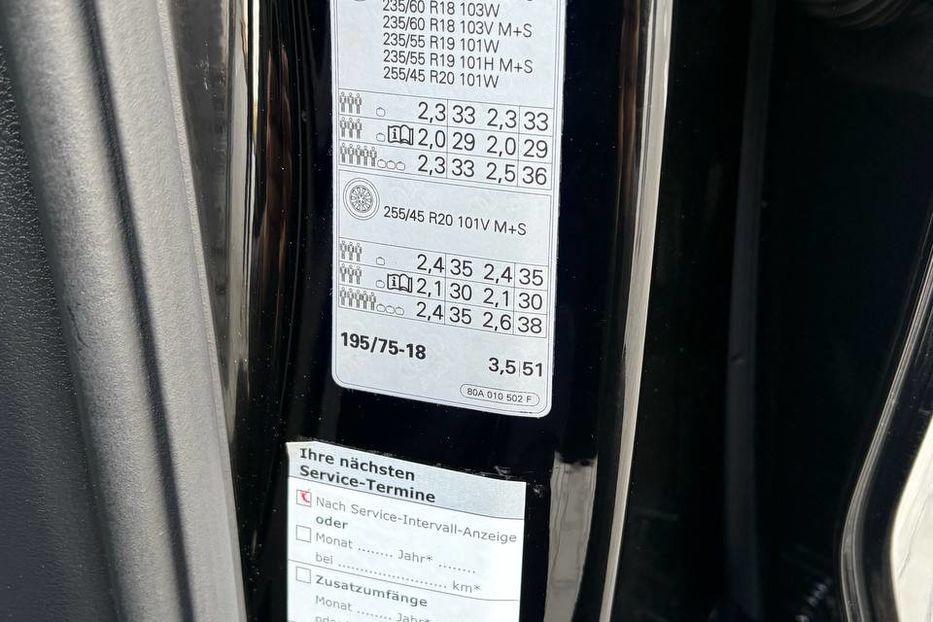 235/60 R18 103W
235/60 R18 103V M+S
235/55 R19 101W
235/55 R19 101H M+S
255/45 R20 101W
2,3 33 2,3 33
i 2,0 29 2,0 29
2,3 33 2,5 36
255/45 R20 101V M+S
2,4 35 2,4 35
i 2,1 30 2,1 30
2,4 35 2,6 38
195/75-18 3,5 51
80A 010 502 F
Ihre nächsten
Service-Termine
Nach Service-Intervall-Anzeige
oder
Monat ........ Jahr* ........
bei ........................ km*
Zusatzumfänge
Monat ........ Jahr*